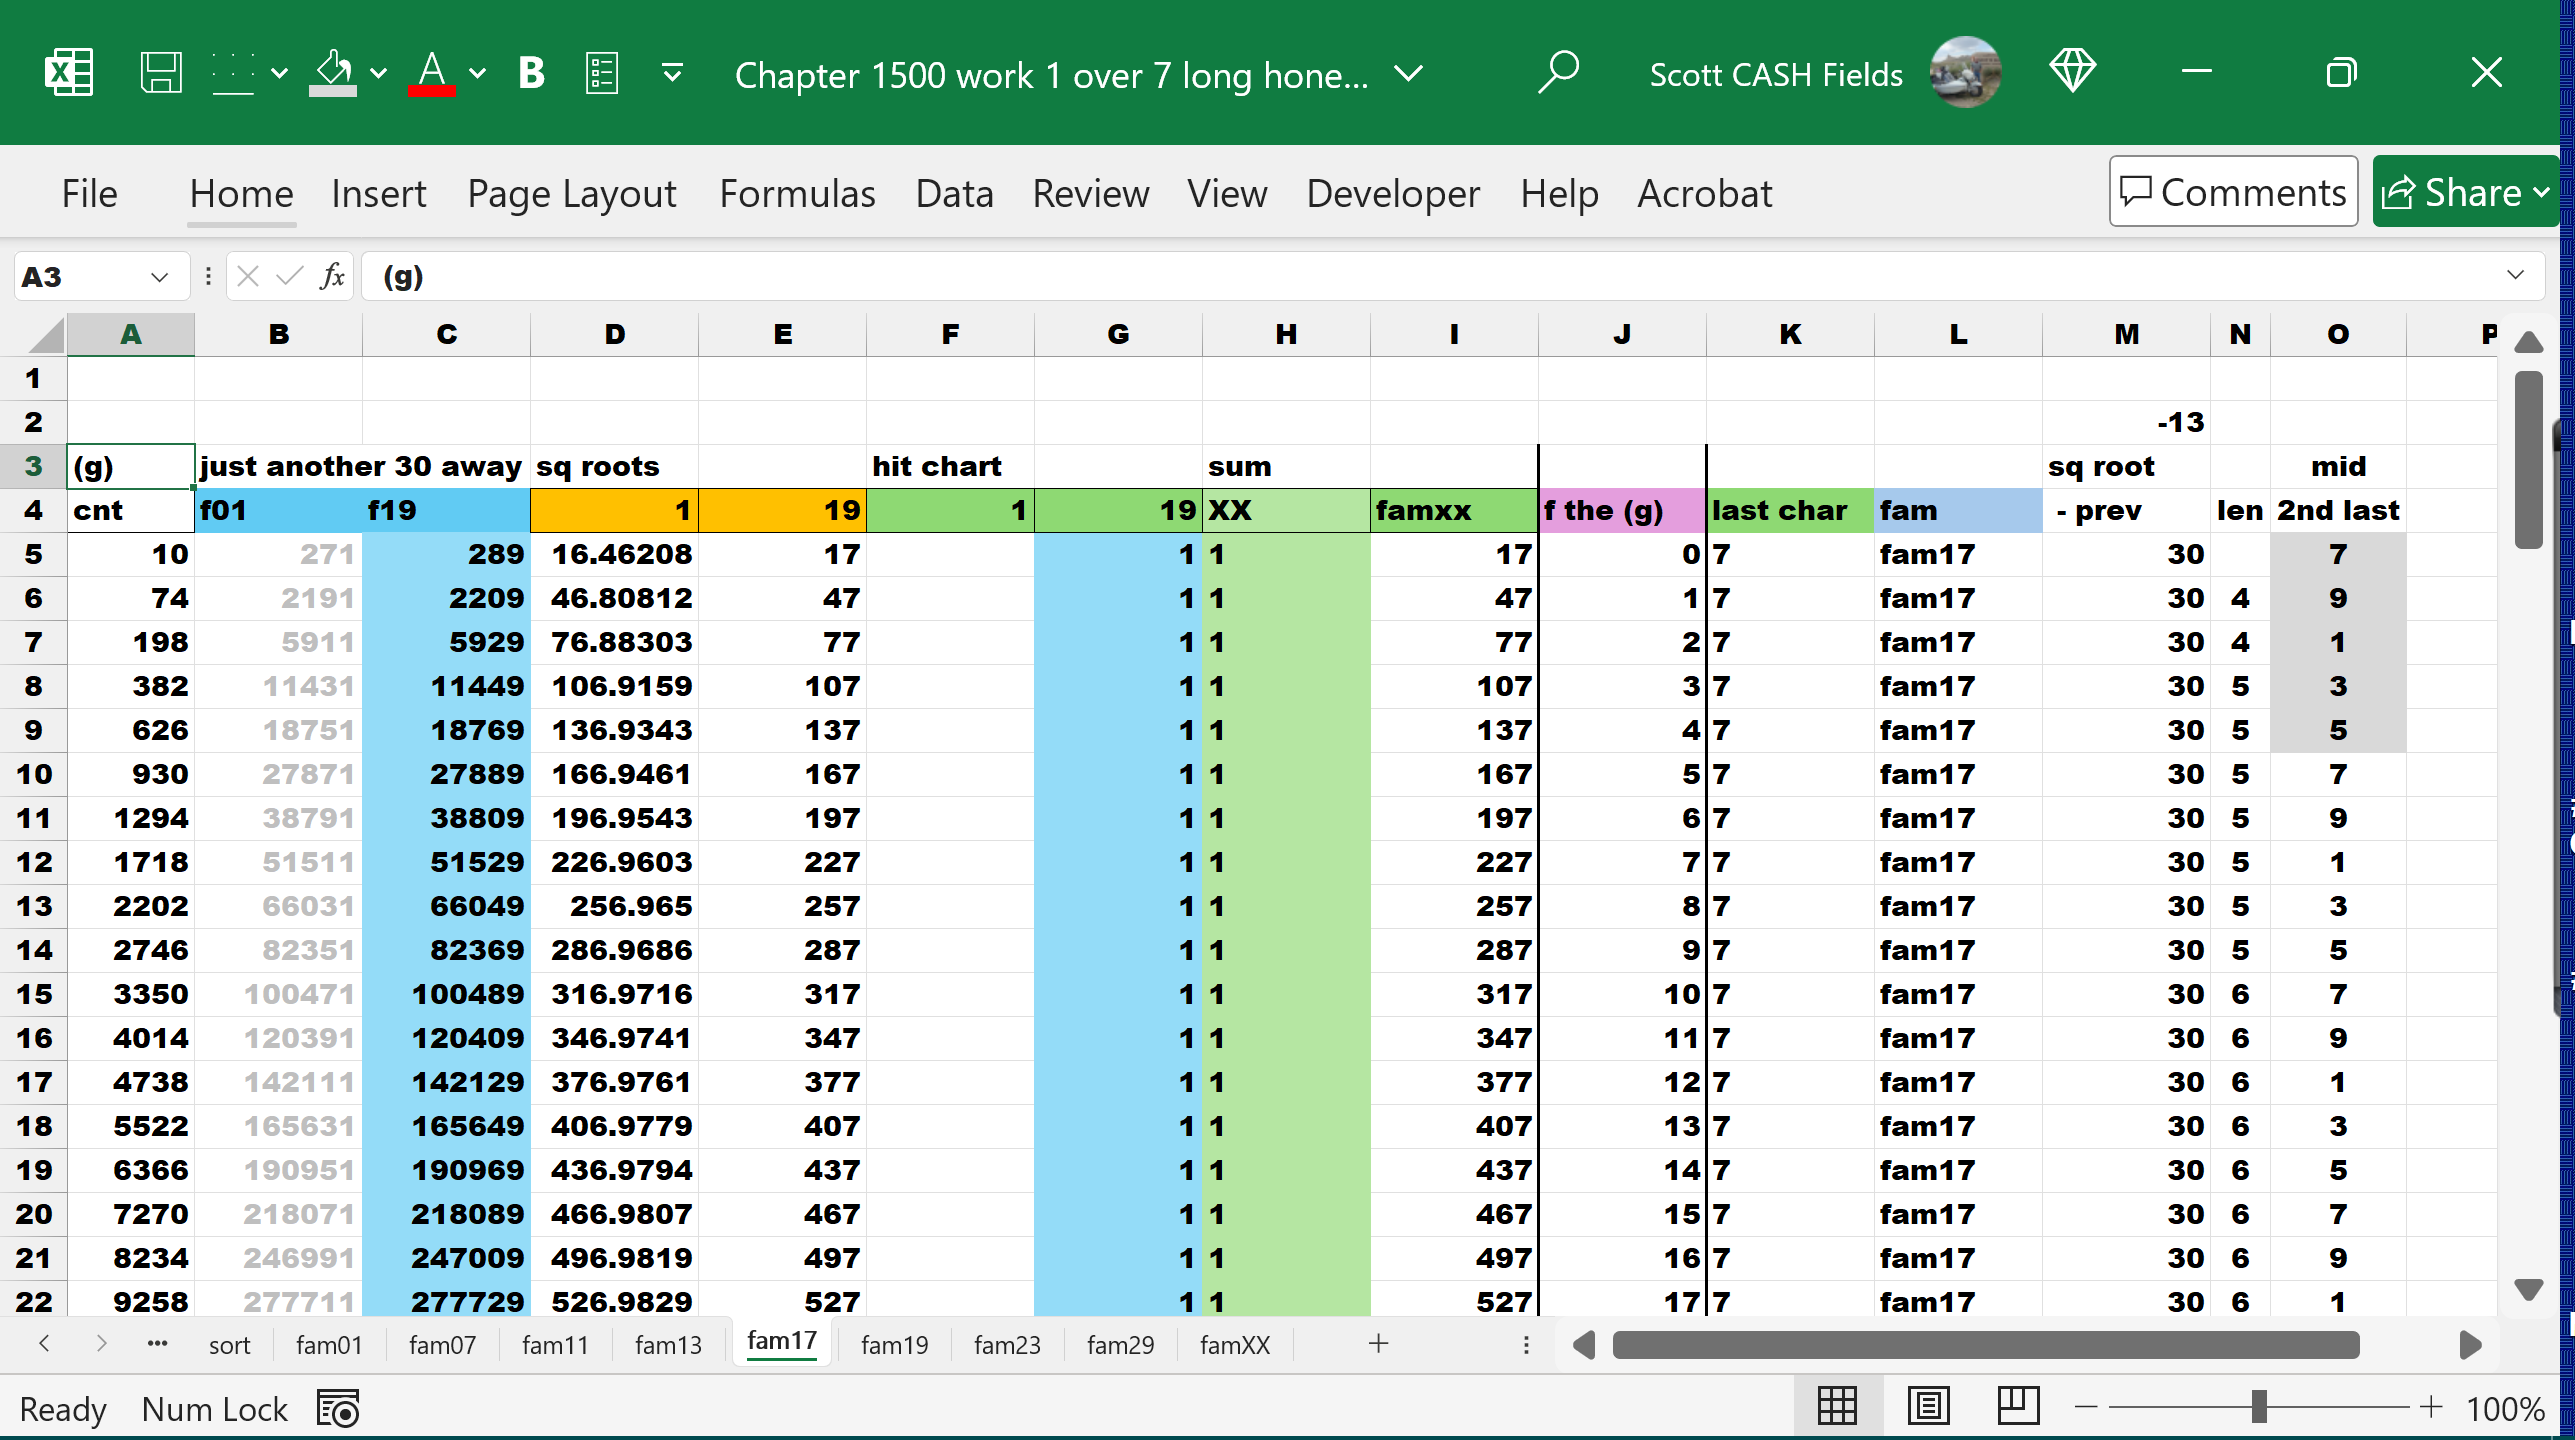 Chapter 1500 work 1 over 7 long hone... Scott CASH Fields
File Home Insert Page Layout Formulas Data Review View Developer Help Acrobat Comments Share
A3 fx (g)
A B C D E F G H I J K L M N O P
1
2 -13
3 (g) just another 30 away sq roots hit chart sum sq root mid
4 cnt f01 f19 1 19 1 19 XX famxx f the (g) last char fam - prev len 2nd last
5 10 271 289 16.46208 17 1 1 17 0 7 fam17 30 7
6 74 2191 2209 46.80812 47 1 1 47 1 7 fam17 30 4 9
7 198 5911 5929 76.88303 77 1 1 77 2 7 fam17 30 4 1
8 382 11431 11449 106.9159 107 1 1 107 3 7 fam17 30 5 3
9 626 18751 18769 136.9343 137 1 1 137 4 7 fam17 30 5 5
10 930 27871 27889 166.9461 167 1 1 167 5 7 fam17 30 5 7
11 1294 38791 38809 196.9543 197 1 1 197 6 7 fam17 30 5 9
12 1718 51511 51529 226.9603 227 1 1 227 7 7 fam17 30 5 1
13 2202 66031 66049 256.965 257 1 1 257 8 7 fam17 30 5 3
14 2746 82351 82369 286.9686 287 1 1 287 9 7 fam17 30 5 5
15 3350 100471 100489 316.9716 317 1 1 317 10 7 fam17 30 6 7
16 4014 120391 120409 346.9741 347 1 1 347 11 7 fam17 30 6 9
17 4738 142111 142129 376.9761 377 1 1 377 12 7 fam17 30 6 1
18 5522 165631 165649 406.9779 407 1 1 407 13 7 fam17 30 6 3
19 6366 190951 190969 436.9794 437 1 1 437 14 7 fam17 30 6 5
20 7270 218071 218089 466.9807 467 1 1 467 15 7 fam17 30 6 7
21 8234 246991 247009 496.9819 497 1 1 497 16 7 fam17 30 6 9
22 9258 277711 277729 526.9829 527 1 1 527 17 7 fam17 30 6 1
... sort fam01 fam07 fam11 fam13 fam17 fam19 fam23 fam29 famXX
Ready Num Lock 100%